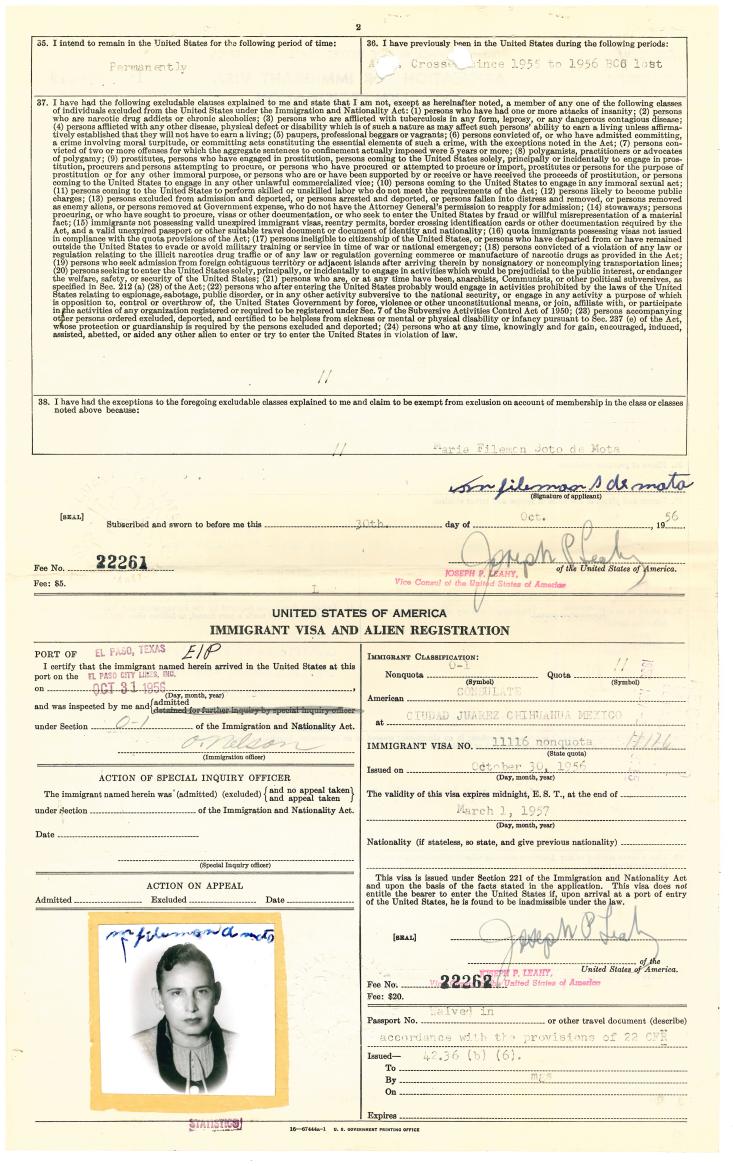 2
35. I intend to remain in the United States for the following period of time:
Permanently
36. I have previously been in the United States during the following periods:
Crosse since 1955 to 1956 BC6 lost
37. I have had the following excludable clauses explained to me and state that I am not, except as hereinafter noted, a member of any one of the following classes
of individuals excluded from the United States under the Immigration and Nationality Act: (1) persons who have had one or more attacks of insanity; (2) persons
who are narcotic drug addicts or chronic alcoholics; (3) persons who are afflicted with tuberculosis in any form, leprosy, or any dangerous contagious disease;
(4) persons afflicted with any other disease, physical defect or disability which is of such a nature as may affect such persons' ability to earn a living unless affirma-
tively established that they will not have to earn a living; (5) paupers, professional beggars or vagrants; (6) persons convicted of, or who have admitted committing,
a crime involving moral turpitude, or committing acts constituting the essential elements of such a crime, with the exceptions noted in the Act; (7) persons con-
victed of two or more offenses for which the aggregate sentences to confinement actually imposed were 5 years or more; (8) polygamists, practitioners or advocates
of polygamy; (9) prostitutes, persons who have engaged in prostitution, persons coming to the United States solely, principally or incidentally to engage in pros-
titution, procurers and persons attempting to procure, or persons who have procured or attempted to procure or import, prostitutes or persons for the purpose of
prostitution or for any other immoral purpose, or persons who are or have been supported by or receive or have received the proceeds of prostitution, or persons
coming to the United States to engage in any other unlawful commercialized vice; (10) persons coming to the United States to engage in any immoral sexual act;
(11) persons coming to the United States to perform skilled or unskilled labor who do not meet the requirements of the Act; (12) persons likely to become public
charges; (13) persons excluded from admission and deported, or persons arrested and deported, or persons fallen into distress and removed, or persons removed
as enemy aliens, or persons removed at Government expense, who do not have the Attorney General's permission to reapply for admission; (14) stowaways; persons
procuring, or who have sought to procure, visas or other documentation, or who seek to enter the United States by fraud or willful misrepresentation of a material
fact; (15) immigrants not possessing valid unexpired immigrant visas, reentry permits, border crossing identification cards or other documentation required by the
Act, and a valid unexpired passport or other suitable travel document or document of identity and nationality; (16) quota immigrants possessing visas not issued
in compliance with the quota provisions of the Act; (17) persons ineligible to citizenship of the United States, or persons who have departed from or have remained
outside the United States to evade or avoid military training or service in time of war or national emergency; (18) persons convicted of a violation of any law or
regulation relating to the illicit narcotics drug traffic or of any law or regulation governing commerce or manufacture of narcotic drugs as provided in the Act;
(19) persons who seek admission from foreign contiguous territory or adjacent islands after arriving therein by nonsignatory or noncomplying transportation lines;
(20) persons seeking to enter the United States solely, principally, or incidentally to engage in activities which would be prejudicial to the public interest, or endanger
the welfare, safety, or security of the United States; (21) persons who are, or at any time have been, anarchists, Communists, or other political subversives, as
specified in Sec. 212 (a) (28) of the Act; (22) persons who after entering the United States probably would engage in activities prohibited by the laws of the United
States relating to espionage, sabotage, public disorder, or in any other activity subversive to the national security, or engage in any activity a purpose of which
is opposition to, control or overthrow of, the United States Government by force, violence or other unconstitutional means, or join, affiliate with, or participate
in the activities of any organization registered or required to be registered under Sec. 7 of the Subversive Activities Control Act of 1950; (23) persons accompanying
other persons ordered excluded, deported, and certified to be helpless from sickness or mental or physical disability or infancy pursuant to Sec. 237 (e) of the Act,
whose protection or guardianship is required by the persons excluded and deported; (24) persons who at any time, knowingly and for gain, encouraged, induced,
assisted, abetted, or aided any other alien to enter or try to enter the United States in violation of law.
//
38. I have had the exceptions to the foregoing excludable clauses explained to me and claim to be exempt from exclusion on account of membership in the class or classes
noted above because:
//
Maria Filemon Soto de Mota
filemon S de mota
(Signature of applicant)
[SEAL]
Subscribed and sworn to before me this 30th. day of Oct. , 1956
Joseph P Leahy
Fee No. 22261
of the United States of America.
JOSEPH P. LEAHY,
Vice Consul of the United States of America
Fee: $5.
UNITED STATES OF AMERICA
IMMIGRANT VISA AND ALIEN REGISTRATION
PORT OF EL PASO, TEXAS EIP
I certify that the immigrant named herein arrived in the United States at this
port on the EL PASO CITY LINES, INC.
on OCT 31 1956 ,
(Day, month, year)
and was inspected by me and {admitted
detained for further inquiry by special inquiry officer
under Section O-1 of the Immigration and Nationality Act.
O. Nelson
(Immigration officer)
ACTION OF SPECIAL INQUIRY OFFICER
The immigrant named herein was (admitted) (excluded) {and no appeal taken}
{and appeal taken}
under Section of the Immigration and Nationality Act.
Date
(Special Inquiry officer)
ACTION ON APPEAL
Admitted Excluded Date
filemon d mota
STATISTICS
IMMIGRANT CLASSIFICATION:
Nonquota O-1 Quota //
(Symbol) (Symbol)
American CONSULATE
at CIUDAD JUAREZ CHIHUAHUA MEXICO
IMMIGRANT VISA NO. 11116 nonquota
(State quota)
Issued on October 30, 1956
(Day, month, year)
The validity of this visa expires midnight, E. S. T., at the end of
March 1, 1957
(Day, month, year)
Nationality (if stateless, so state, and give previous nationality)
This visa is issued under Section 221 of the Immigration and Nationality Act
and upon the basis of the facts stated in the application. This visa does not
entitle the bearer to enter the United States if, upon arrival at a port of entry
of the United States, he is found to be inadmissible under the law.
[SEAL]
Joseph P Leahy
of the
United States of America.
JOSEPH P. LEAHY,
Fee No. 22262
Vice Consul of the United States of America
Fee: $20.
Passport No. Waived in or other travel document (describe)
accordance with the provisions of 22 CFR
Issued— 42.36 (b) (6).
To
By mgs
On
Expires
16—67444a-1 U. S. GOVERNMENT PRINTING OFFICE